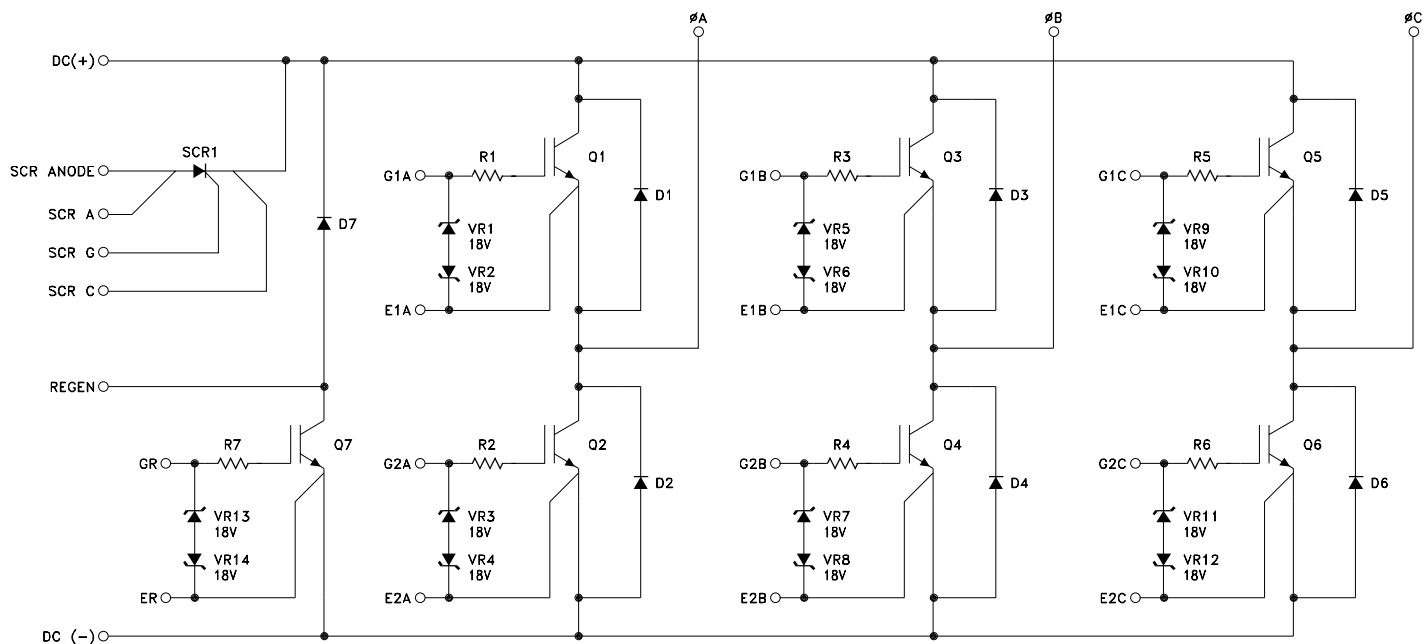 ØA
ØB
ØC
DC(+)
SCR1
SCR ANODE
R1
Q1
R3
Q3
R5
Q5
G1A
G1B
G1C
D1
D3
D5
SCR A
D7
VR1
18V
VR5
18V
VR9
18V
SCR G
VR2
18V
VR6
18V
VR10
18V
SCR C
E1A
E1B
E1C
REGEN
R7
Q7
R2
Q2
R4
Q4
R6
Q6
GR
G2A
G2B
G2C
D2
D4
D6
VR13
18V
VR3
18V
VR7
18V
VR11
18V
VR14
18V
VR4
18V
VR8
18V
VR12
18V
ER
E2A
E2B
E2C
DC (-)